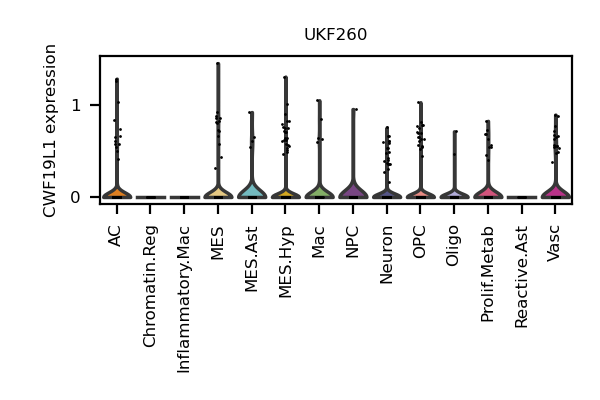 UKF260
CWF19L1 expression
1
0
AC
Chromatin.Reg
Inflammatory.Mac
MES
MES.Ast
MES.Hyp
Mac
NPC
Neuron
OPC
Oligo
Prolif.Metab
Reactive.Ast
Vasc